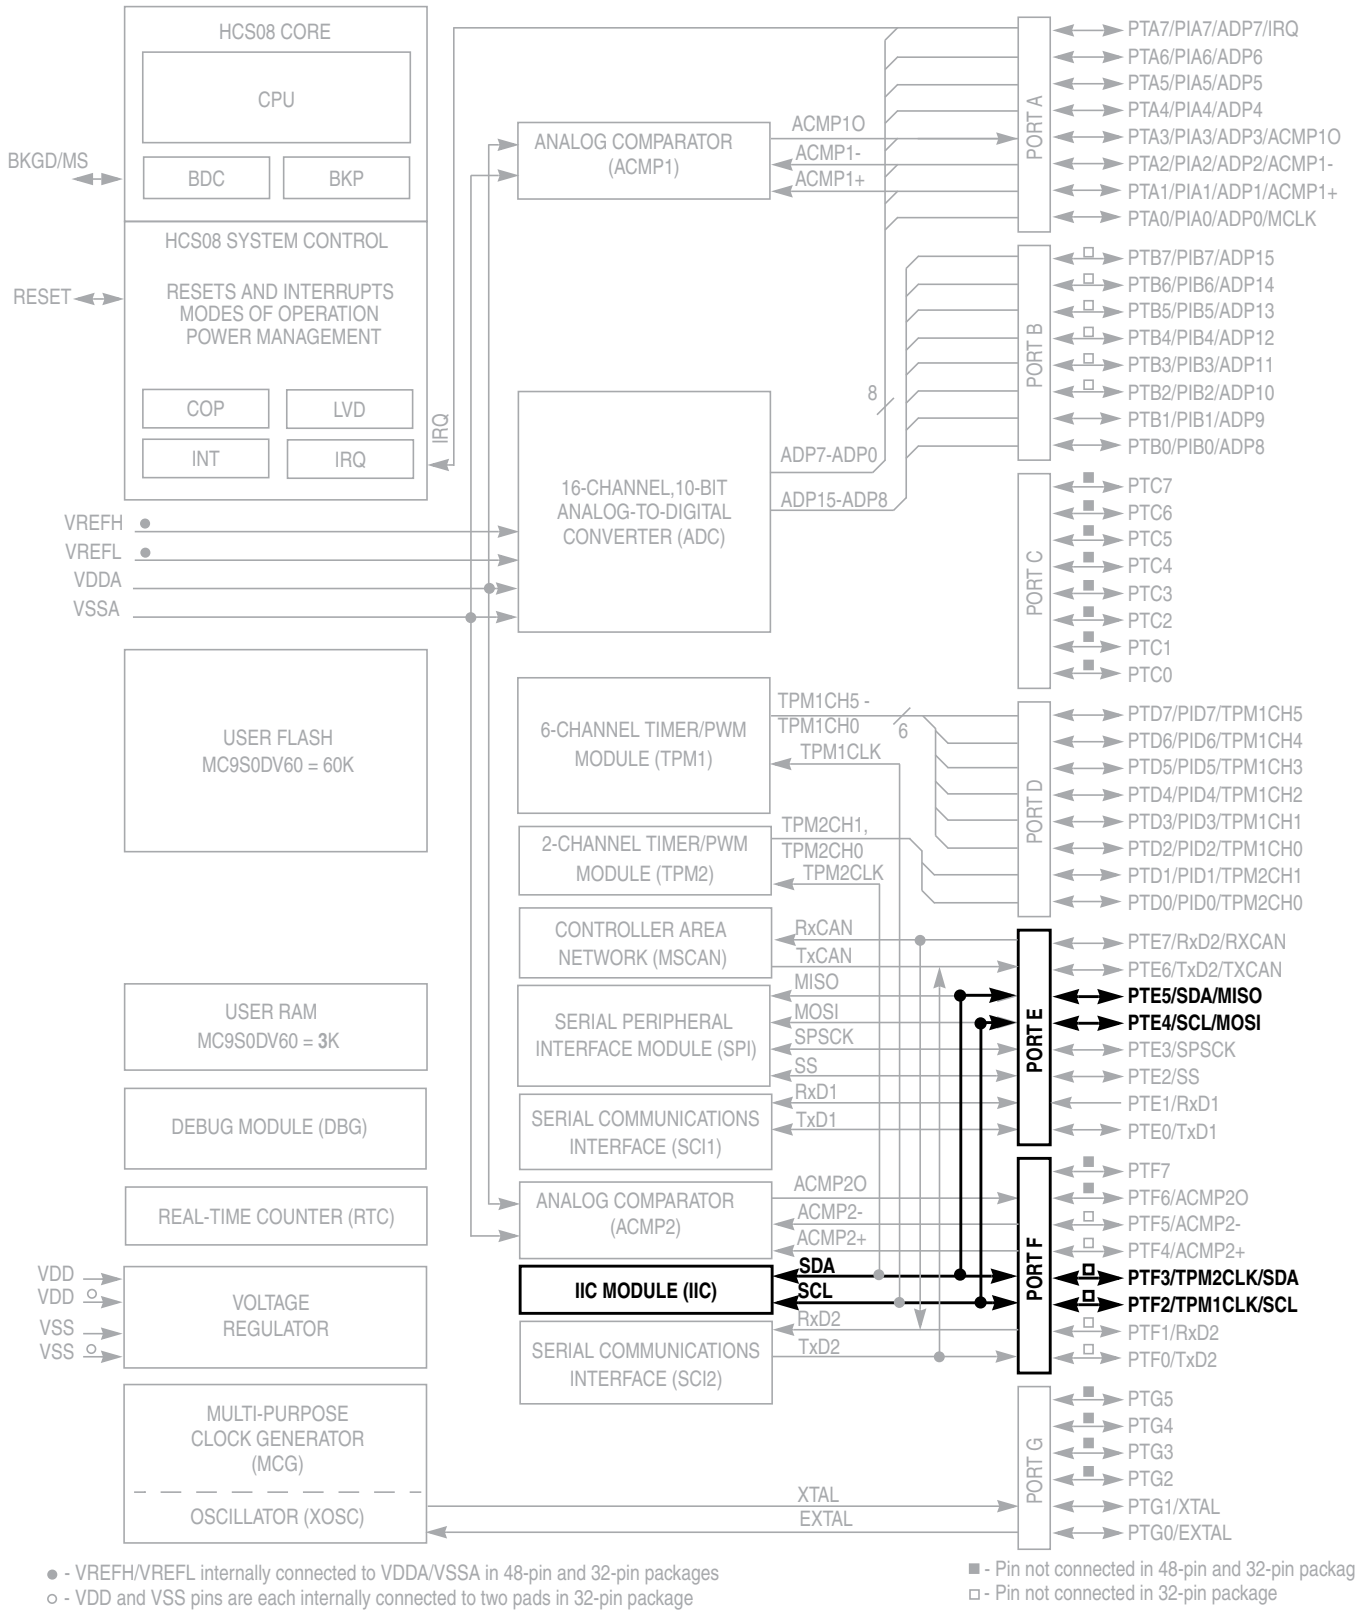 HCS08 CORE
CPU
BDC
BKP
BKGD/MS
HCS08 SYSTEM CONTROL
RESETS AND INTERRUPTS
MODES OF OPERATION
POWER MANAGEMENT
RESET
COP
LVD
INT
IRQ
IRQ
VREFH
VREFL
VDDA
VSSA
USER FLASH
MC9S0DV60 = 60K
USER RAM
MC9S0DV60 = 3K
DEBUG MODULE (DBG)
REAL-TIME COUNTER (RTC)
VDD
VDD
VSS
VSS
VOLTAGE
REGULATOR
MULTI-PURPOSE
CLOCK GENERATOR
(MCG)
OSCILLATOR (XOSC)
ANALOG COMPARATOR
(ACMP1)
ACMP1O
ACMP1-
ACMP1+
16-CHANNEL,10-BIT
ANALOG-TO-DIGITAL
CONVERTER (ADC)
8
ADP7-ADP0
ADP15-ADP8
6-CHANNEL TIMER/PWM
MODULE (TPM1)
TPM1CH5 -
TPM1CH0
6
TPM1CLK
2-CHANNEL TIMER/PWM
MODULE (TPM2)
TPM2CH1,
TPM2CH0
TPM2CLK
CONTROLLER AREA
NETWORK (MSCAN)
RxCAN
TxCAN
SERIAL PERIPHERAL
INTERFACE MODULE (SPI)
MISO
MOSI
SPSCK
SS
SERIAL COMMUNICATIONS
INTERFACE (SCI1)
RxD1
TxD1
ANALOG COMPARATOR
(ACMP2)
ACMP2O
ACMP2-
ACMP2+
IIC MODULE (IIC)
SDA
SCL
SERIAL COMMUNICATIONS
INTERFACE (SCI2)
RxD2
TxD2
XTAL
EXTAL
PORT A
PTA7/PIA7/ADP7/IRQ
PTA6/PIA6/ADP6
PTA5/PIA5/ADP5
PTA4/PIA4/ADP4
PTA3/PIA3/ADP3/ACMP1O
PTA2/PIA2/ADP2/ACMP1-
PTA1/PIA1/ADP1/ACMP1+
PTA0/PIA0/ADP0/MCLK
PORT B
PTB7/PIB7/ADP15
PTB6/PIB6/ADP14
PTB5/PIB5/ADP13
PTB4/PIB4/ADP12
PTB3/PIB3/ADP11
PTB2/PIB2/ADP10
PTB1/PIB1/ADP9
PTB0/PIB0/ADP8
PORT C
PTC7
PTC6
PTC5
PTC4
PTC3
PTC2
PTC1
PTC0
PORT D
PTD7/PID7/TPM1CH5
PTD6/PID6/TPM1CH4
PTD5/PID5/TPM1CH3
PTD4/PID4/TPM1CH2
PTD3/PID3/TPM1CH1
PTD2/PID2/TPM1CH0
PTD1/PID1/TPM2CH1
PTD0/PID0/TPM2CH0
PORT E
PTE7/RxD2/RXCAN
PTE6/TxD2/TXCAN
PTE5/SDA/MISO
PTE4/SCL/MOSI
PTE3/SPSCK
PTE2/SS
PTE1/RxD1
PTE0/TxD1
PORT F
PTF7
PTF6/ACMP2O
PTF5/ACMP2-
PTF4/ACMP2+
PTF3/TPM2CLK/SDA
PTF2/TPM1CLK/SCL
PTF1/RxD2
PTF0/TxD2
PORT G
PTG5
PTG4
PTG3
PTG2
PTG1/XTAL
PTG0/EXTAL
● - VREFH/VREFL internally connected to VDDA/VSSA in 48-pin and 32-pin packages
○ - VDD and VSS pins are each internally connected to two pads in 32-pin package
■ - Pin not connected in 48-pin and 32-pin packag
□ - Pin not connected in 32-pin package